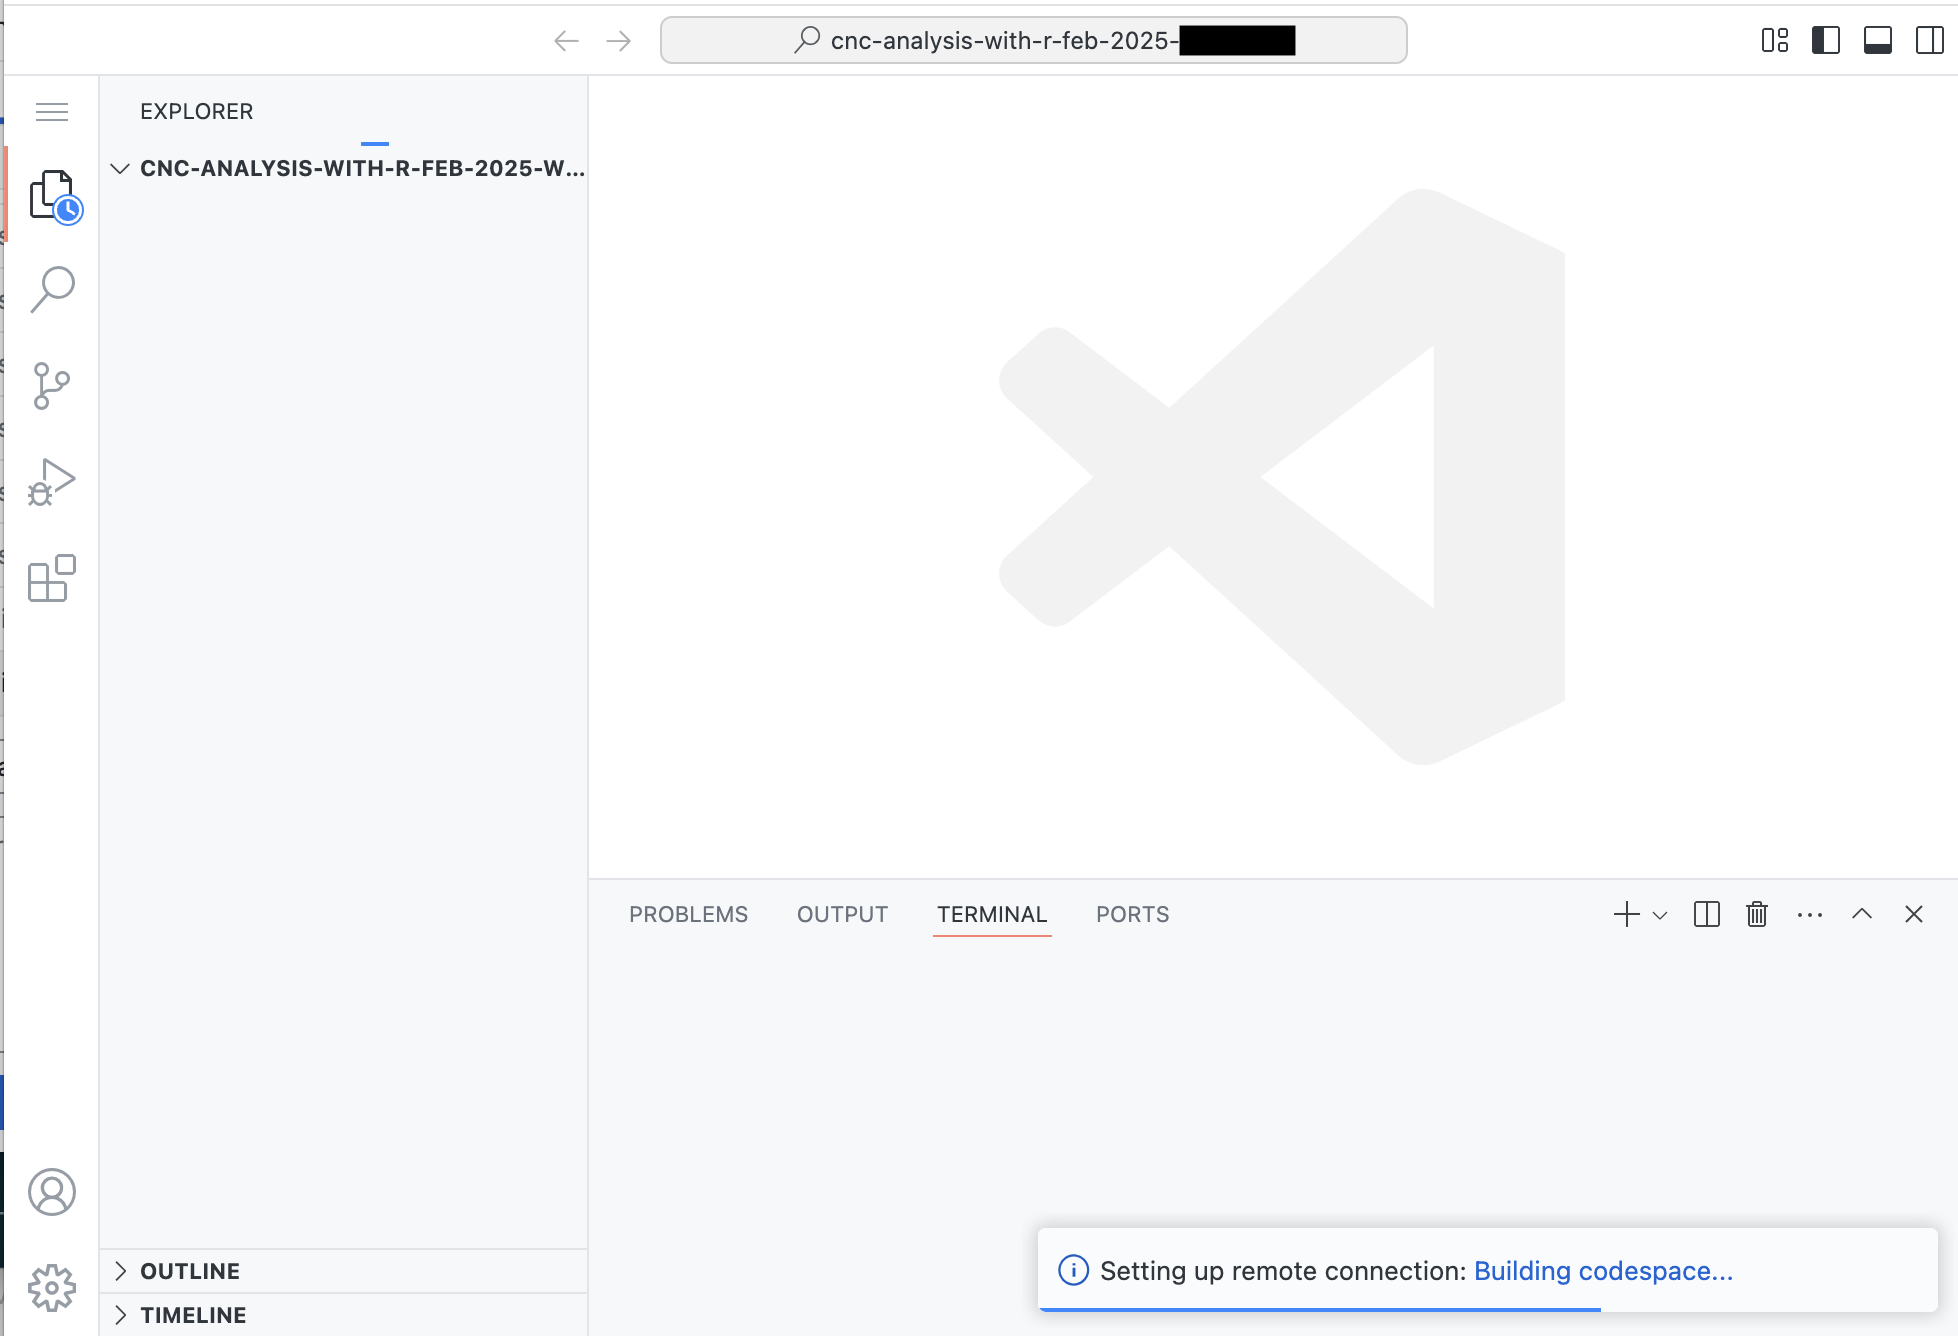 cnc-analysis-with-r-feb-2025-
EXPLORER
CNC-ANALYSIS-WITH-R-FEB-2025-W...
PROBLEMS OUTPUT TERMINAL PORTS
Setting up remote connection: Building codespace...
OUTLINE
TIMELINE